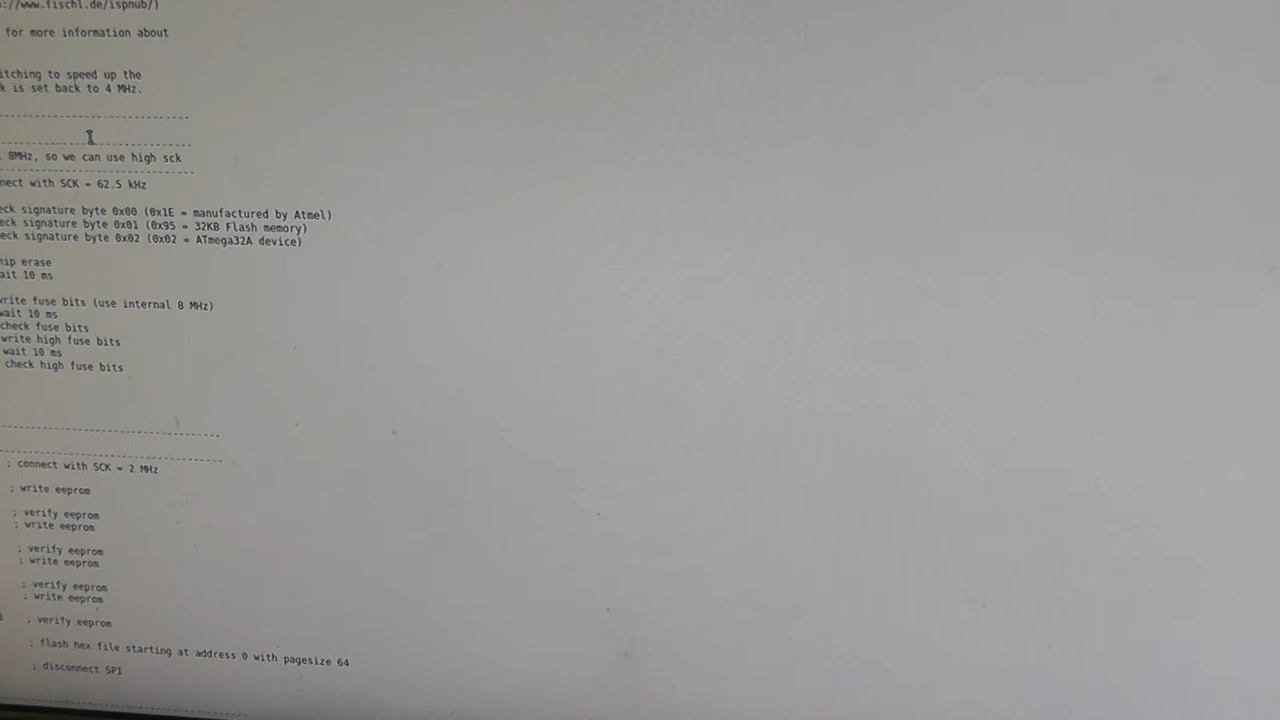 ://www.fischl.de/ispnub/)
for more information about
itching to speed up the
k is set back to 4 MHz.
8MHz, so we can use high sck
nect with SCK = 62.5 kHz
eck signature byte 0x00 (0x1E = manufactured by Atmel)
eck signature byte 0x01 (0x95 = 32KB Flash memory)
eck signature byte 0x02 (0x02 = ATmega32A device)
hip erase
ait 10 ms
write fuse bits (use internal 8 MHz)
wait 10 ms
check fuse bits
write high fuse bits
wait 10 ms
check high fuse bits
; connect with SCK = 2 MHz
; write eeprom
; verify eeprom
; write eeprom
; verify eeprom
; write eeprom
; verify eeprom
; write eeprom
; verify eeprom
; flash hex file starting at address 0 with pagesize 64
; disconnect SPI